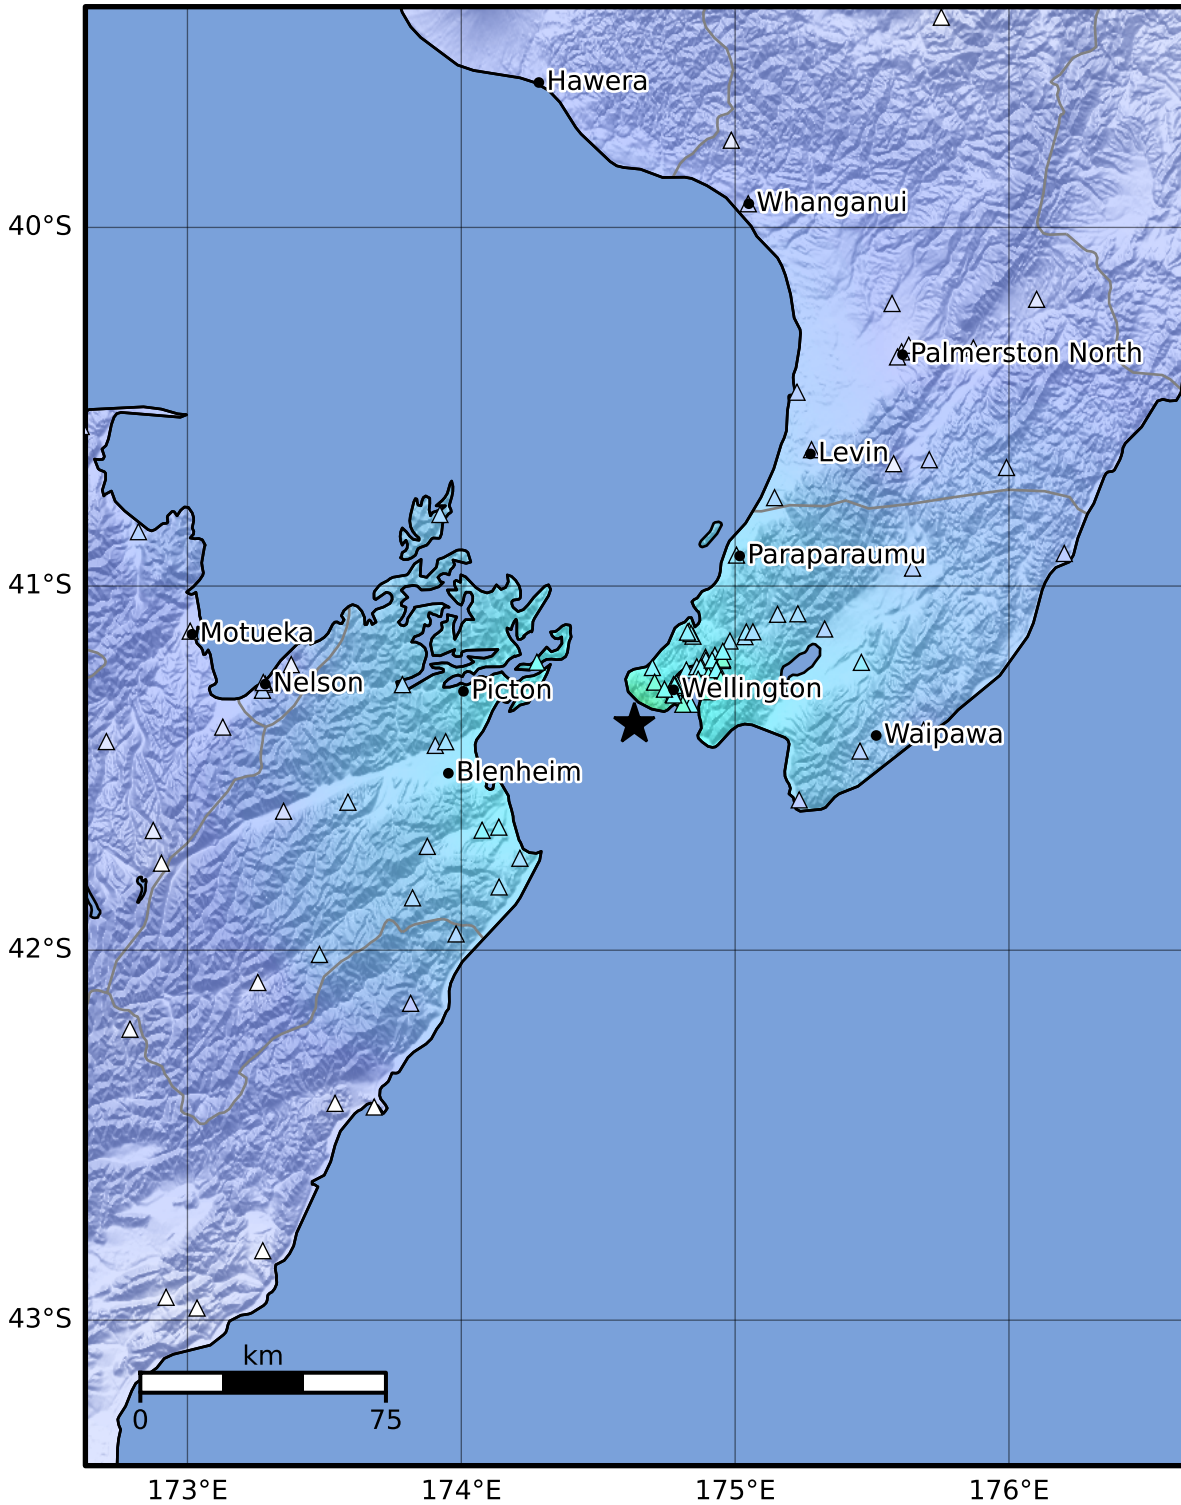 Hawera
Whanganui
40°S
Palmerston North
Levin
Paraparaumu
41°S
Motueka
Nelson
Picton
Wellington
Waipawa
Blenheim
42°S
43°S
km
0 75
173°E 174°E 175°E 176°E